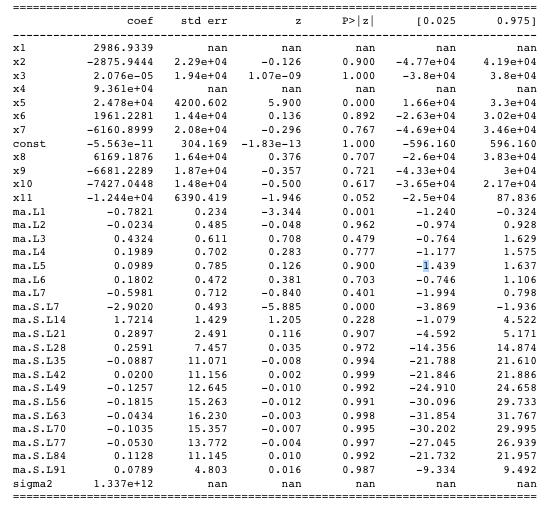 coef std err z P>|z| [0.025 0.975]
x1 2986.9339 nan nan nan nan nan
x2 -2875.9444 2.29e+04 -0.126 0.900 -4.77e+04 4.19e+04
x3 2.076e-05 1.94e+04 1.07e-09 1.000 -3.8e+04 3.8e+04
x4 9.361e+04 nan nan nan nan nan
x5 2.478e+04 4200.602 5.900 0.000 1.66e+04 3.3e+04
x6 1961.2281 1.44e+04 0.136 0.892 -2.63e+04 3.02e+04
x7 -6160.8999 2.08e+04 -0.296 0.767 -4.69e+04 3.46e+04
const -5.563e-11 304.169 -1.83e-13 1.000 -596.160 596.160
x8 6169.1876 1.64e+04 0.376 0.707 -2.6e+04 3.83e+04
x9 -6681.2289 1.87e+04 -0.357 0.721 -4.33e+04 3e+04
x10 -7427.0448 1.48e+04 -0.500 0.617 -3.65e+04 2.17e+04
x11 -1.244e+04 6390.419 -1.946 0.052 -2.5e+04 87.836
ma.L1 -0.7821 0.234 -3.344 0.001 -1.240 -0.324
ma.L2 -0.0234 0.485 -0.048 0.962 -0.974 0.928
ma.L3 0.4324 0.611 0.708 0.479 -0.764 1.629
ma.L4 0.1989 0.702 0.283 0.777 -1.177 1.575
ma.L5 0.0989 0.785 0.126 0.900 -1.439 1.637
ma.L6 0.1802 0.472 0.381 0.703 -0.746 1.106
ma.L7 -0.5981 0.712 -0.840 0.401 -1.994 0.798
ma.S.L7 -2.9020 0.493 -5.885 0.000 -3.869 -1.936
ma.S.L14 1.7214 1.429 1.205 0.228 -1.079 4.522
ma.S.L21 0.2897 2.491 0.116 0.907 -4.592 5.171
ma.S.L28 0.2591 7.457 0.035 0.972 -14.356 14.874
ma.S.L35 -0.0887 11.071 -0.008 0.994 -21.788 21.610
ma.S.L42 0.0200 11.156 0.002 0.999 -21.846 21.886
ma.S.L49 -0.1257 12.645 -0.010 0.992 -24.910 24.658
ma.S.L56 -0.1815 15.263 -0.012 0.991 -30.096 29.733
ma.S.L63 -0.0434 16.230 -0.003 0.998 -31.854 31.767
ma.S.L70 -0.1035 15.357 -0.007 0.995 -30.202 29.995
ma.S.L77 -0.0530 13.772 -0.004 0.997 -27.045 26.939
ma.S.L84 0.1128 11.145 0.010 0.992 -21.732 21.957
ma.S.L91 0.0789 4.803 0.016 0.987 -9.334 9.492
sigma2 1.337e+12 nan nan nan nan nan